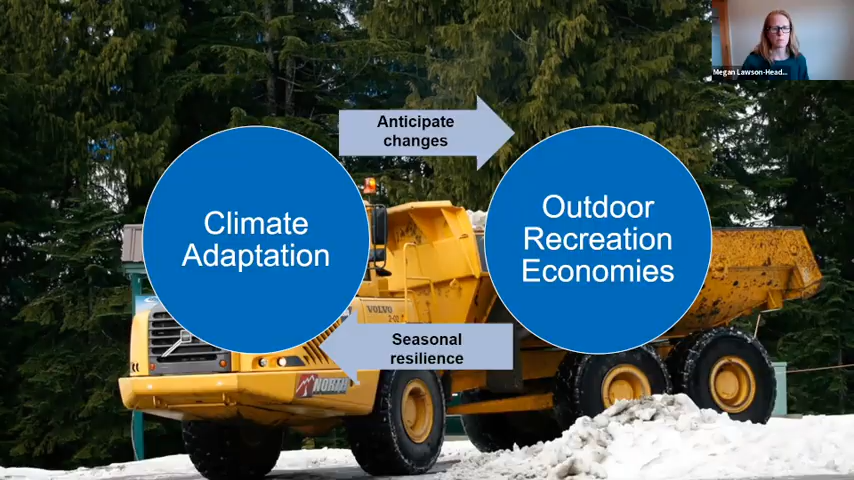 Megan Lawson-Head...
Anticipate
changes
Climate
Adaptation
Outdoor
Recreation
Economies
VOLVO
Seasonal
resilience
NORTH